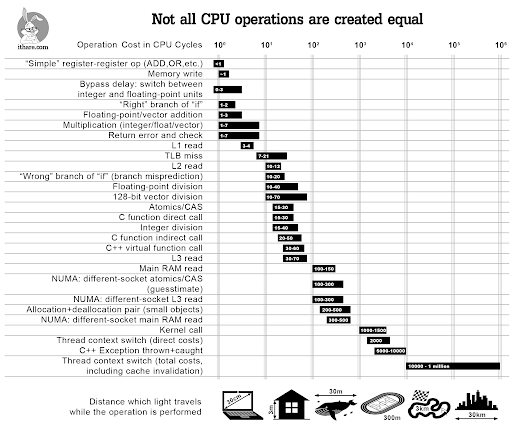 Not all CPU operations are created equal
ithare.com
Operation Cost in CPU Cycles 10⁰ 10¹ 10² 10³ 10⁴ 10⁵ 10⁶
"Simple" register-register op (ADD,OR,etc.) <1
Memory write ~1
Bypass delay: switch between
integer and floating-point units 0-3
"Right" branch of "if" 1-2
Floating-point/vector addition 1-3
Multiplication (integer/float/vector) 1-7
Return error and check 1-7
L1 read 3-4
TLB miss 7-21
L2 read 10-12
"Wrong" branch of "if" (branch misprediction) 10-20
Floating-point division 10-40
128-bit vector division 10-70
Atomics/CAS 15-30
C function direct call 15-30
Integer division 15-40
C function indirect call 20-50
C++ virtual function call 30-60
L3 read 30-70
Main RAM read 100-150
NUMA: different-socket atomics/CAS
(guesstimate) 100-300
NUMA: different-socket L3 read 100-300
Allocation+deallocation pair (small objects) 200-500
NUMA: different-socket main RAM read 300-500
Kernel call 1000-1500
Thread context switch (direct costs) 2000
C++ Exception thrown+caught 5000-10000
Thread context switch (total costs,
including cache invalidation) 10000 - 1 million
Distance which light travels
while the operation is performed
30cm
3m
30m
300m
3km
30km